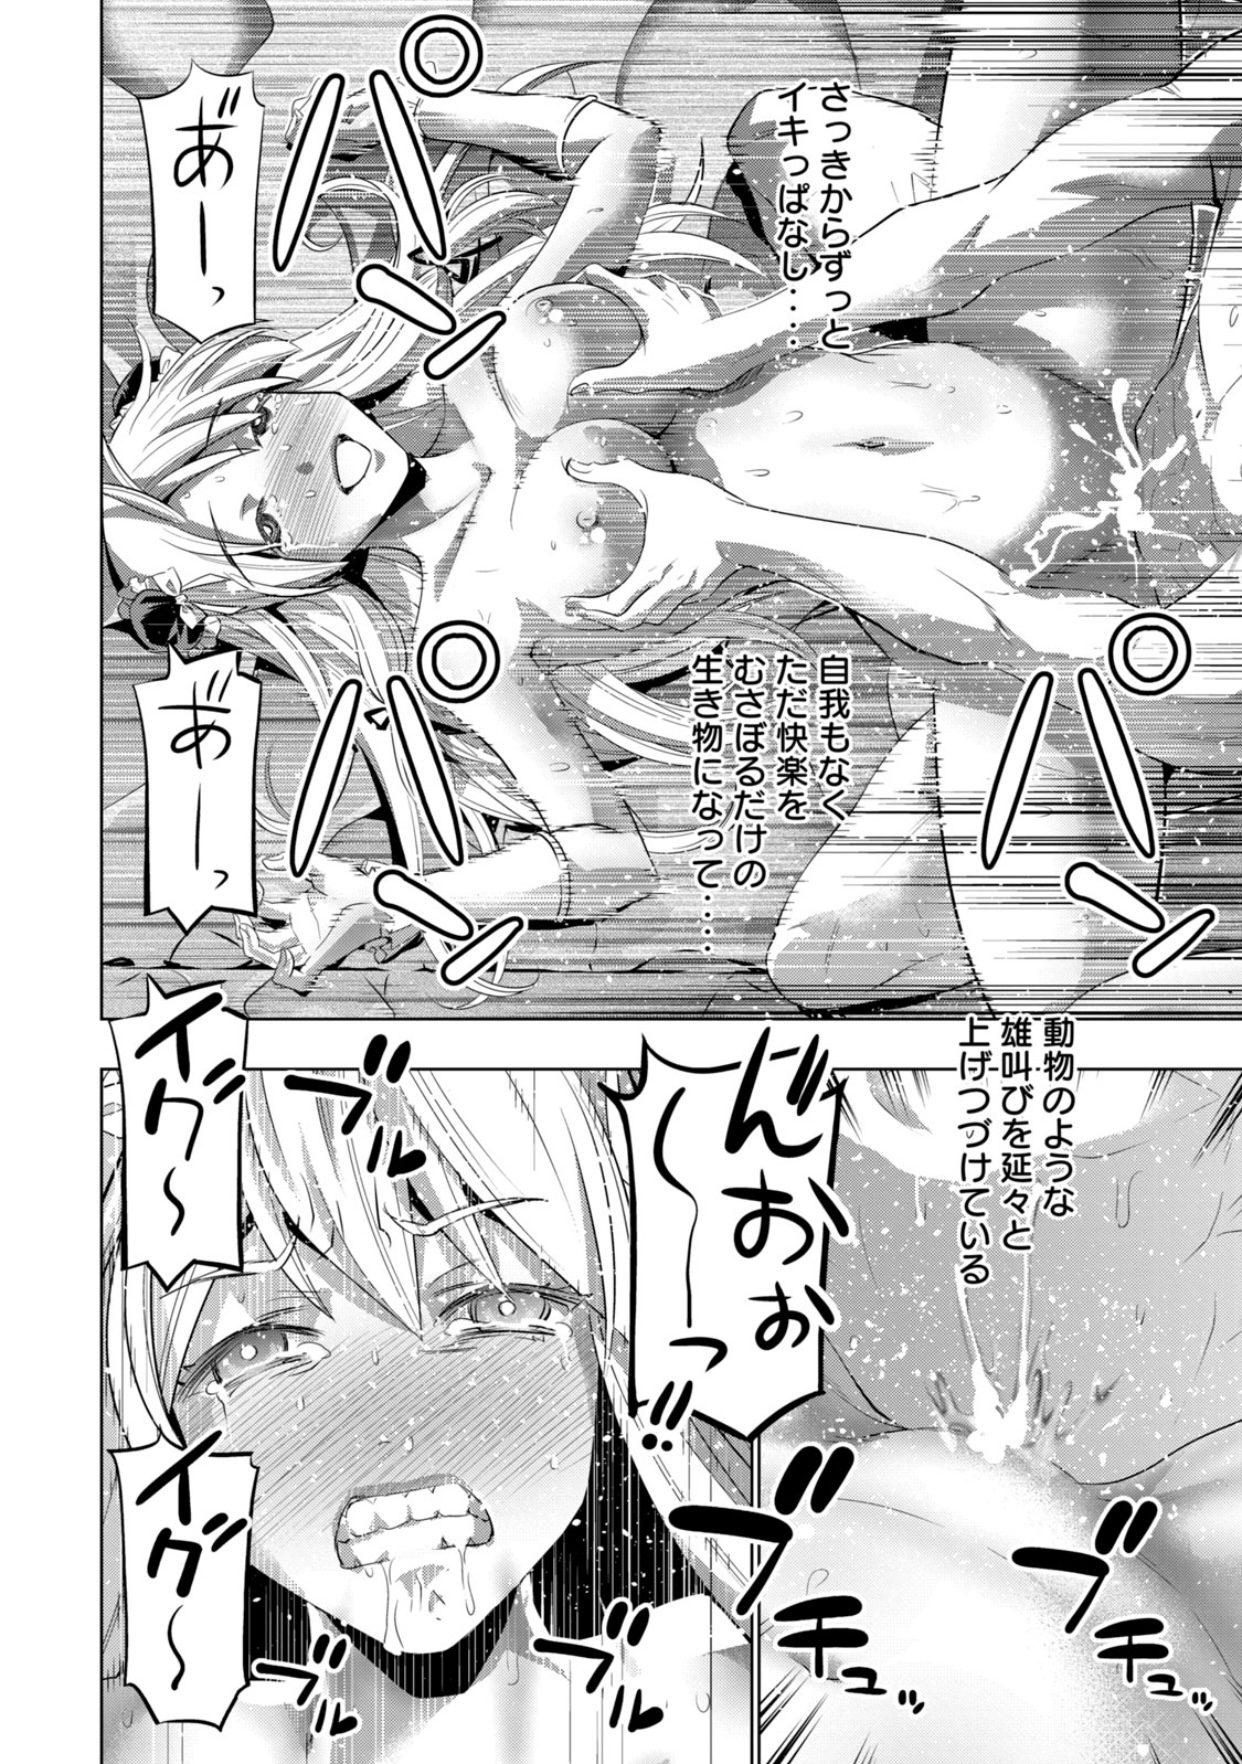 さっきからずっと
イキっぱなし‥‥
あ゛ーっ
パン
パン
自我もなく
ただ快楽を
むさぼるだけの
生き物になって‥‥
あ゛ーっ
パン
パン
パン
動物のような
雄叫びを延々と
上げつづけている
ブチュッ
ブチュッ
んおぉ
～～っ!!
イグ～
イグ～
ブル
ブル
ブル